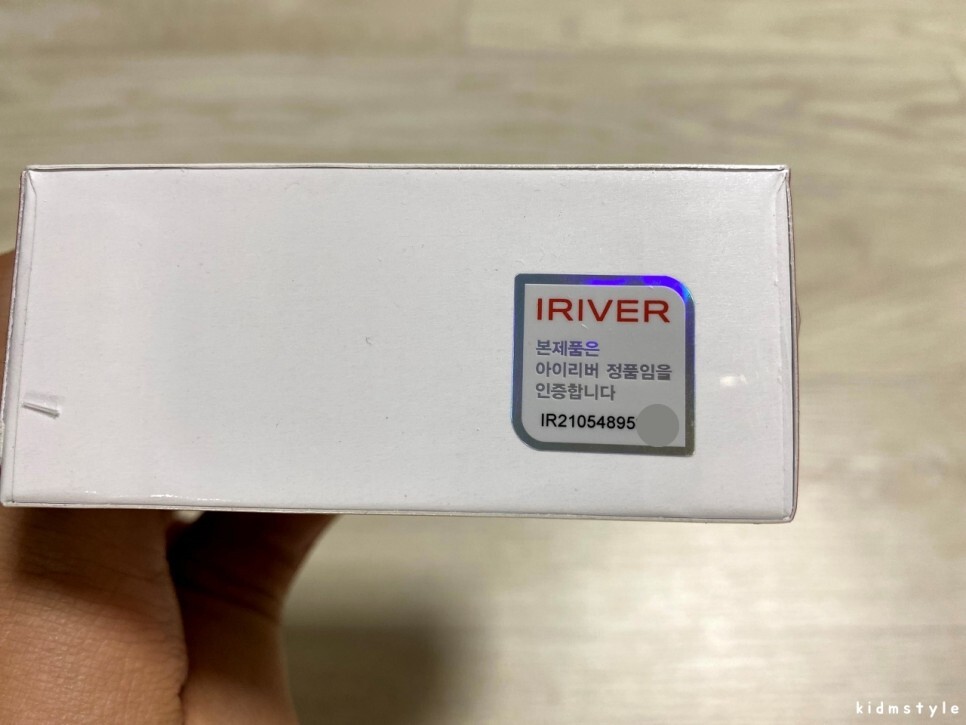 IRIVER
본제품은
아이리버 정품임을
인증합니다
IR21054895
kidmstyle